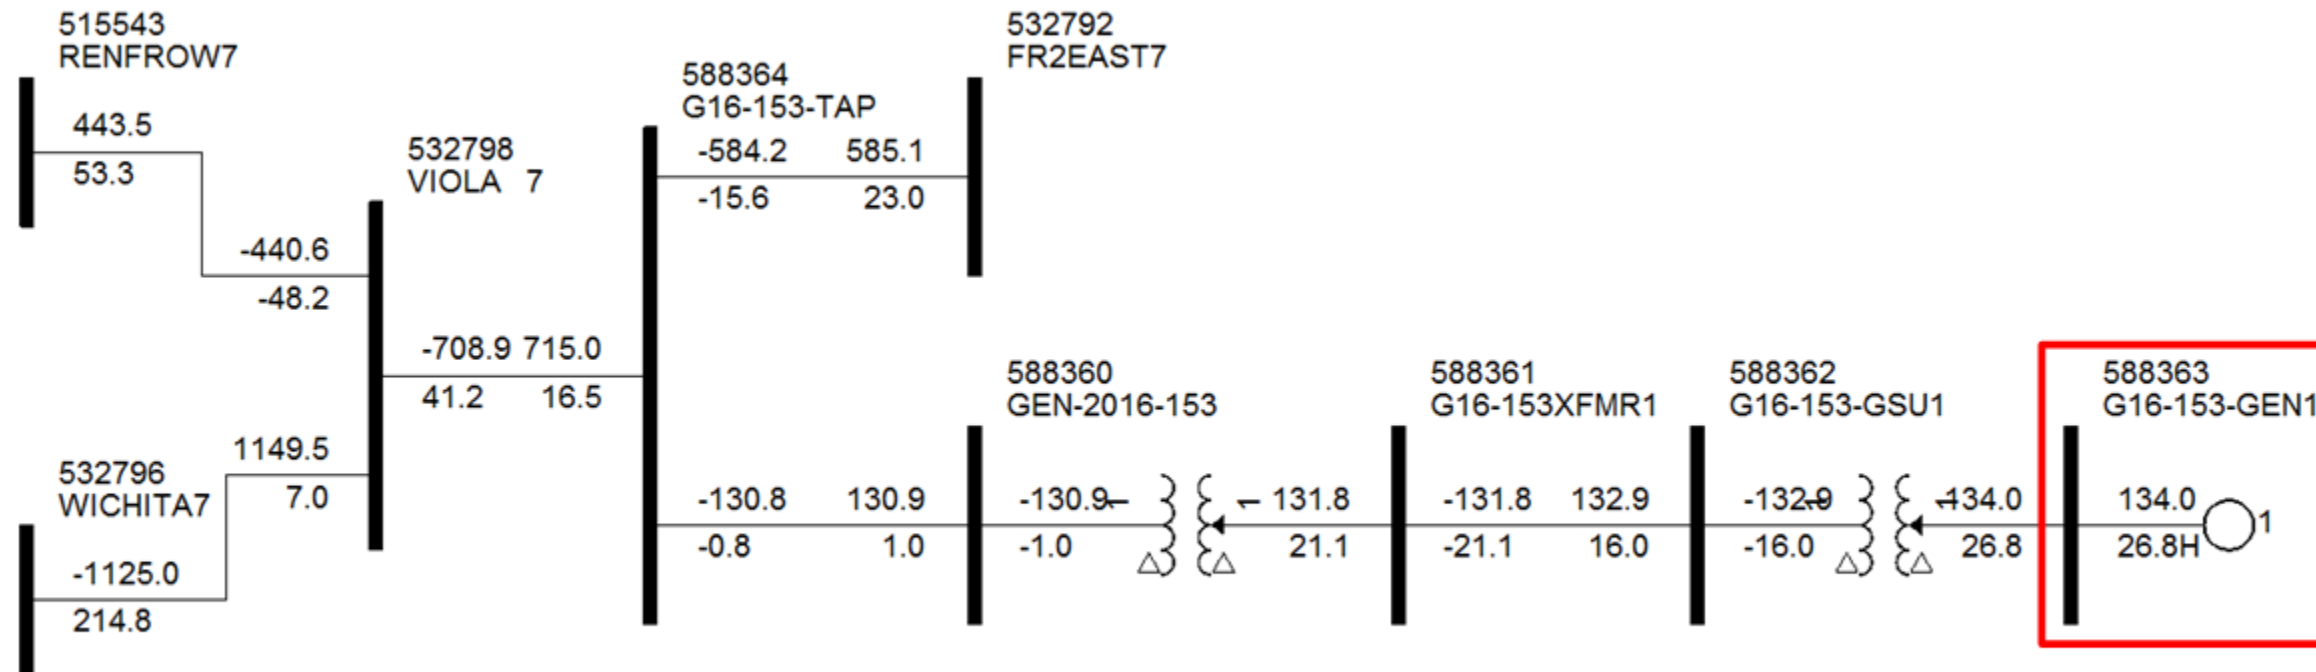 515543
RENFROW7
443.5
53.3
-440.6
-48.2
532796
WICHITA7
-1125.0
214.8
1149.5
7.0
532798
VIOLA 7
-708.9 715.0
41.2 16.5
588364
G16-153-TAP
-584.2 585.1
-15.6 23.0
532792
FR2EAST7
-130.8 130.9
-0.8 1.0
588360
GEN-2016-153
-130.9 1 1 131.8
-1.0 21.1
588361
G16-153XFMR1
-131.8 132.9
-21.1 16.0
588362
G16-153-GSU1
-132.9 1 1 134.0
-16.0 26.8
588363
G16-153-GEN1
134.0 1
26.8H